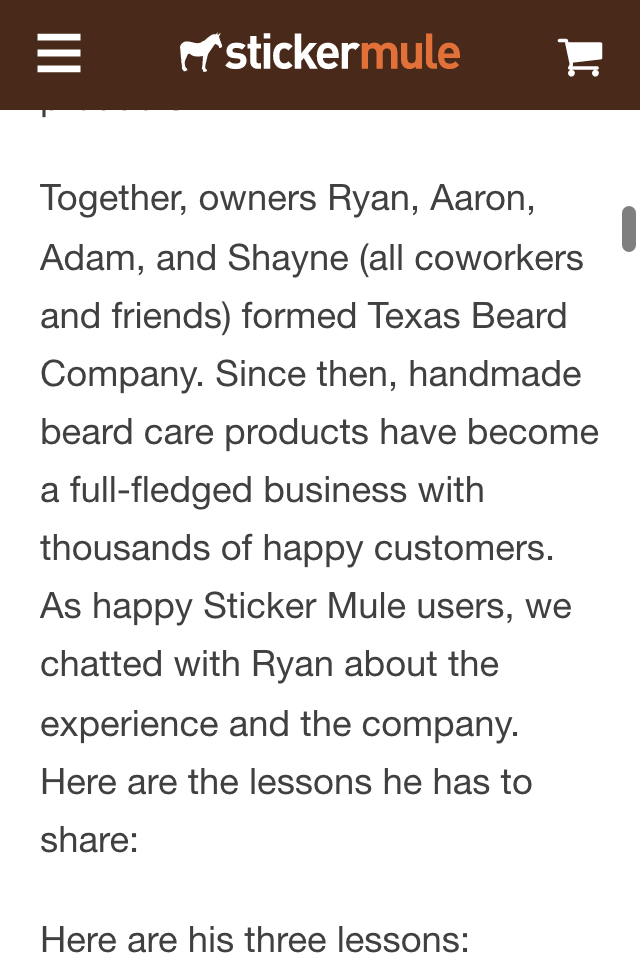 stickermule
Together, owners Ryan, Aaron,
Adam, and Shayne (all coworkers
and friends) formed Texas Beard
Company. Since then, handmade
beard care products have become
a full-fledged business with
thousands of happy customers.
As happy Sticker Mule users, we
chatted with Ryan about the
experience and the company.
Here are the lessons he has to
share:
Here are his three lessons: